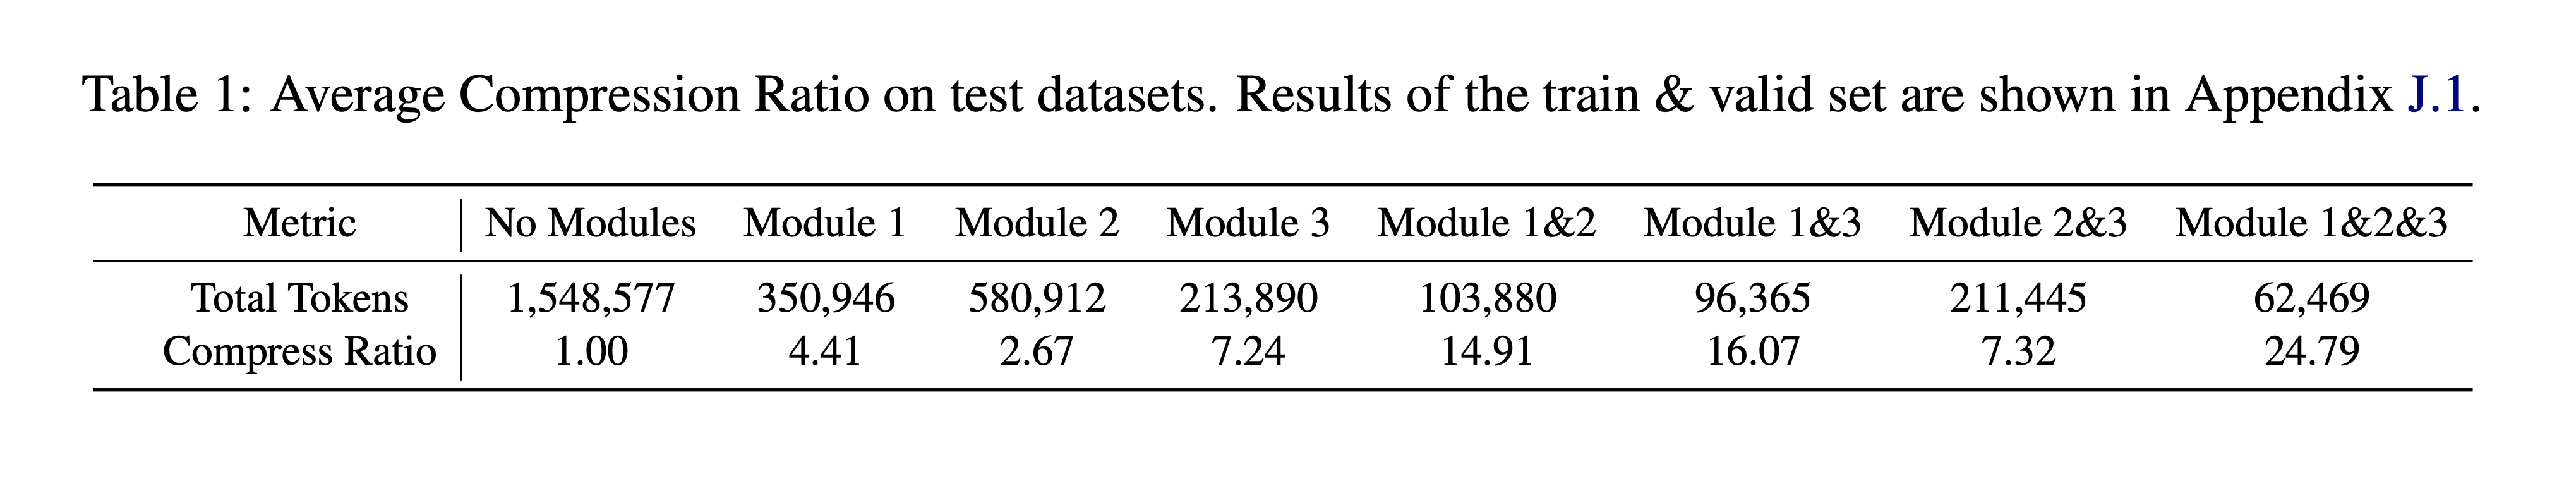 Table 1: Average Compression Ratio on test datasets. Results of the train & valid set are shown in Appendix J.1.
Metric No Modules Module 1 Module 2 Module 3 Module 1&2 Module 1&3 Module 2&3 Module 1&2&3
Total Tokens 1,548,577 350,946 580,912 213,890 103,880 96,365 211,445 62,469
Compress Ratio 1.00 4.41 2.67 7.24 14.91 16.07 7.32 24.79